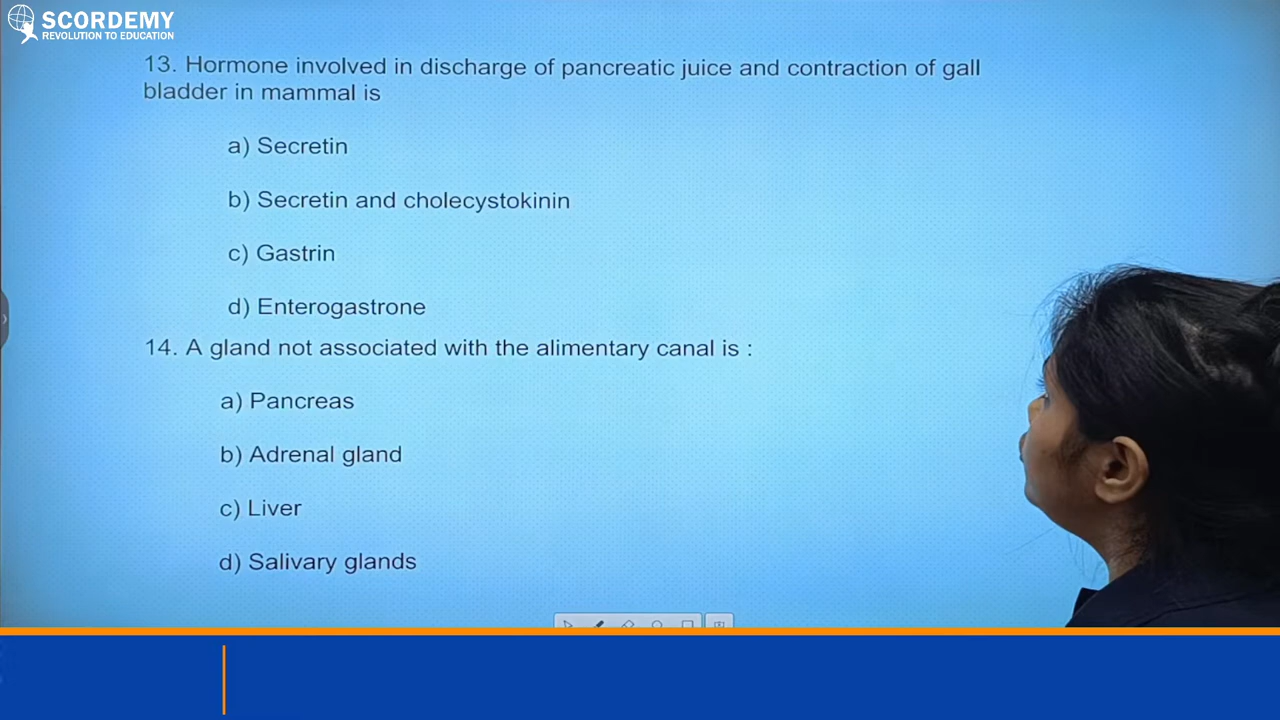 SCORDEMY
REVOLUTION TO EDUCATION
13. Hormone involved in discharge of pancreatic juice and contraction of gall
bladder in mammal is
a) Secretin
b) Secretin and cholecystokinin
c) Gastrin
d) Enterogastrone
14. A gland not associated with the alimentary canal is :
a) Pancreas
b) Adrenal gland
c) Liver
d) Salivary glands